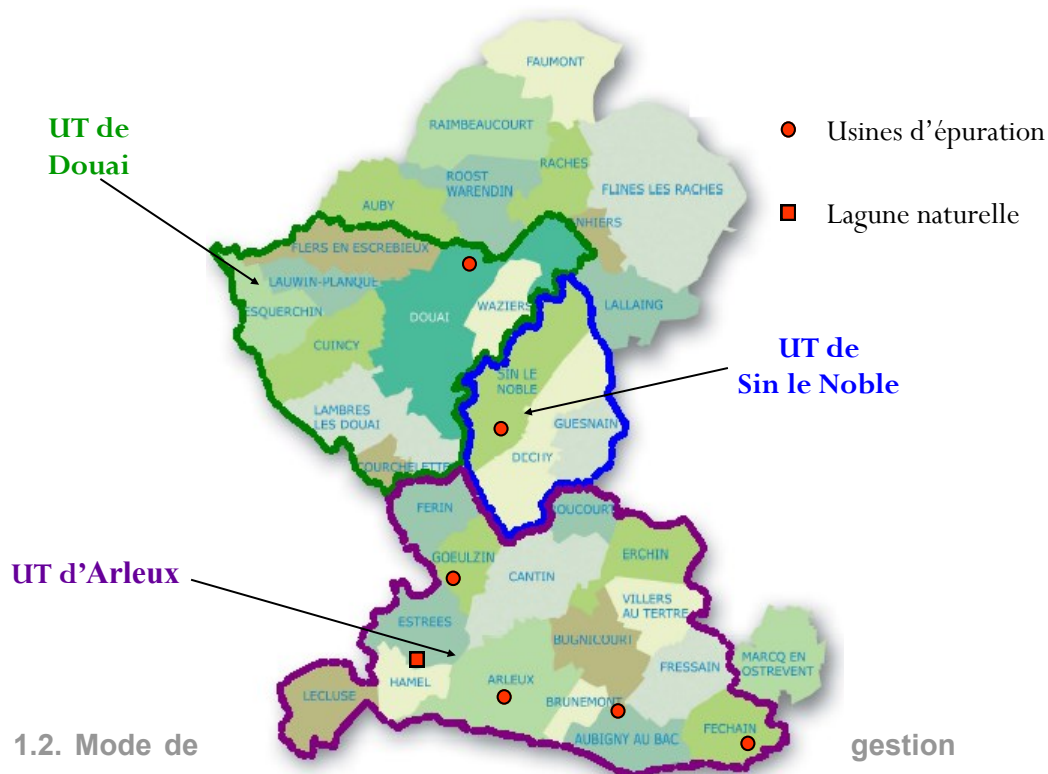 FAUMONT
UT de
Douai
Usines d'épuration
RAIMBEAUCOURT
RACHES
ROOST
WARENDIN
FLINES LES RACHES
AUBY
Lagune naturelle
NHIERS
FLERS EN ESCREBIEUX
LAUWIN-PLANQUE
WAZIERS
LALLAING
ESQUERCHIN
DOUAI
CUINCY
UT de
Sin le Noble
SIN LE
NOBLE
LAMBRES
LES DOUAI
GUESNAIN
DECHY
COURCHELETTE
FERIN
ROUCOURT
GOEULZIN
ERCHIN
CANTIN
UT d'Arleux
VILLERS
AU TERTRE
ESTREES
BUGNICOURT
MARCQ EN
OSTREVENT
FRESSAIN
HAMEL
ARLEUX
LECLUSE
BRUNEMONT
FECHAIN
AUBIGNY AU BAC
1.2. Mode de gestion